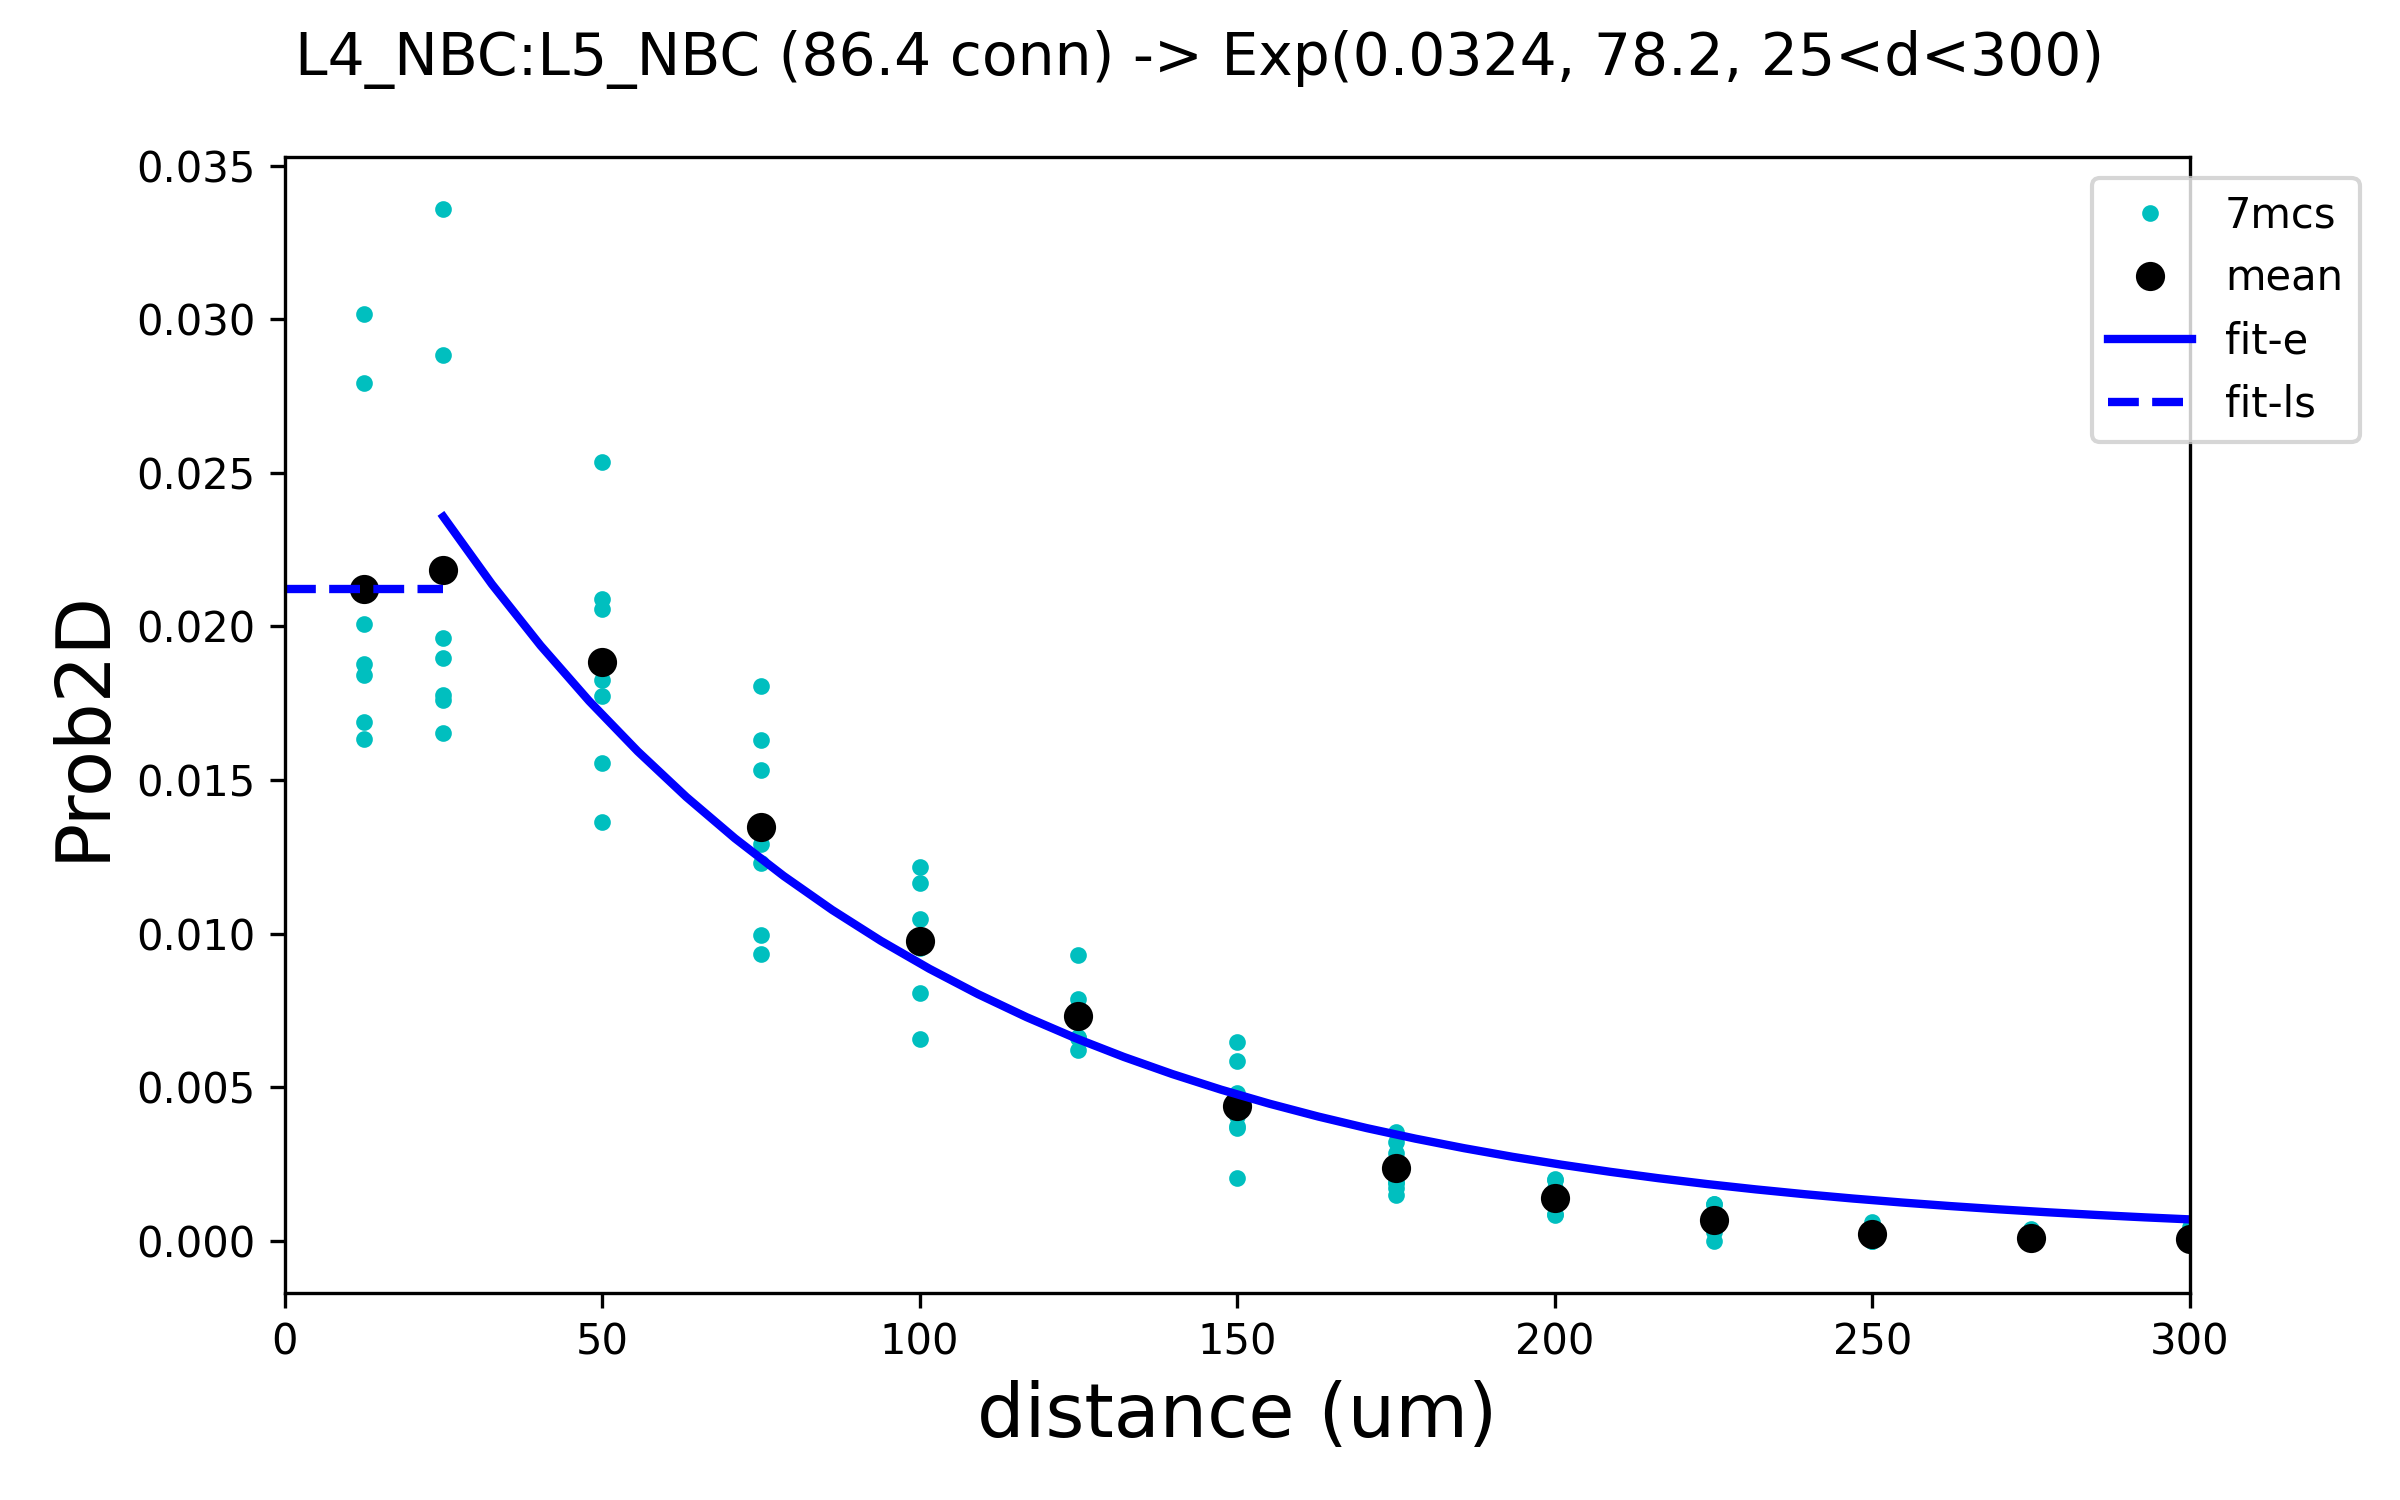 L4_NBC:L5_NBC (86.4 conn) -> Exp(0.0324, 78.2, 25<d<300)
0.035
0.030
0.025
0.020
0.015
0.010
0.005
0.000
Prob2D
7mcs
mean
fit-e
fit-ls
0 50 100 150 200 250 300
distance (um)